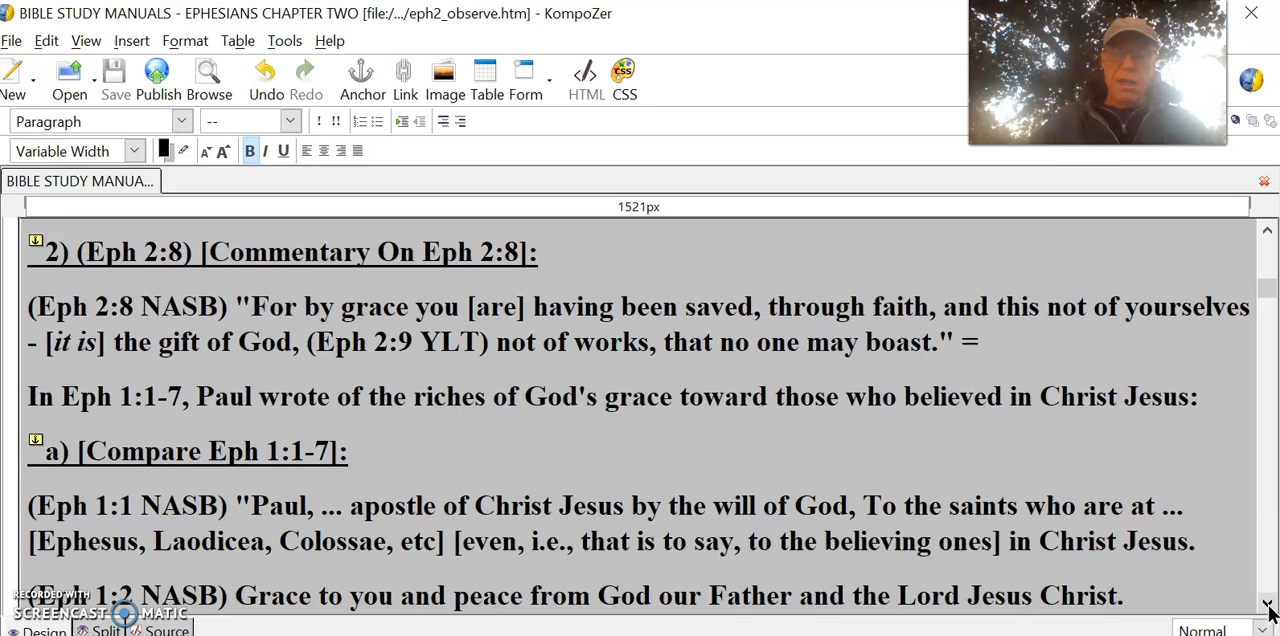 BIBLE STUDY MANUALS - EPHESIANS CHAPTER TWO [file:/.../eph2_observe.htm] - KompoZer
File Edit View Insert Format Table Tools Help
New Open Save Publish Browse Undo Redo Anchor Link Image Table Form HTML CSS
Paragraph -- ! !!
Variable Width A A B I U
BIBLE STUDY MANUA...
1521px
2) (Eph 2:8) [Commentary On Eph 2:8]:
(Eph 2:8 NASB) "For by grace you [are] having been saved, through faith, and this not of yourselves
- [it is] the gift of God, (Eph 2:9 YLT) not of works, that no one may boast." =
In Eph 1:1-7, Paul wrote of the riches of God's grace toward those who believed in Christ Jesus:
a) [Compare Eph 1:1-7]:
(Eph 1:1 NASB) "Paul, ... apostle of Christ Jesus by the will of God, To the saints who are at ...
[Ephesus, Laodicea, Colossae, etc] [even, i.e., that is to say, to the believing ones] in Christ Jesus.
(Eph 1:2 NASB) Grace to you and peace from God our Father and the Lord Jesus Christ.
RECORDED WITH
SCREENCAST MATIC
Design Split Source Normal